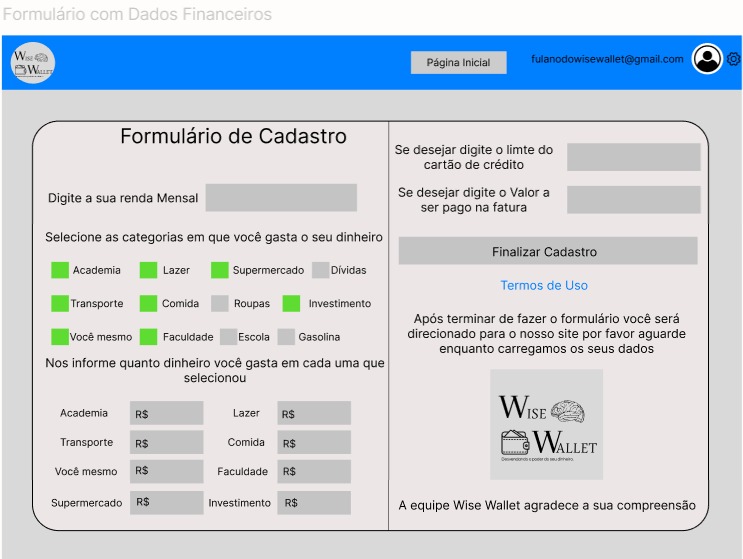 Formulário com Dados Financeiros
Wise
Wallet
Página Inicial
fulanodowisewallet@gmail.com
Formulário de Cadastro
Digite a sua renda Mensal
Selecione as categorias em que você gasta o seu dinheiro
Academia Lazer Supermercado Dívidas
Transporte Comida Roupas Investimento
Você mesmo Faculdade Escola Gasolina
Nos informe quanto dinheiro você gasta em cada uma que
selecionou
Academia R$ Lazer R$
Transporte R$ Comida R$
Você mesmo R$ Faculdade R$
Supermercado R$ Investimento R$
Se desejar digite o limte do
cartão de crédito
Se desejar digite o Valor a
ser pago na fatura
Finalizar Cadastro
Termos de Uso
Após terminar de fazer o formulário você será
direcionado para o nosso site por favor aguarde
enquanto carregamos os seus dados
Wise
Wallet
Desvendando o poder do seu dinheiro.
A equipe Wise Wallet agradece a sua compreensão